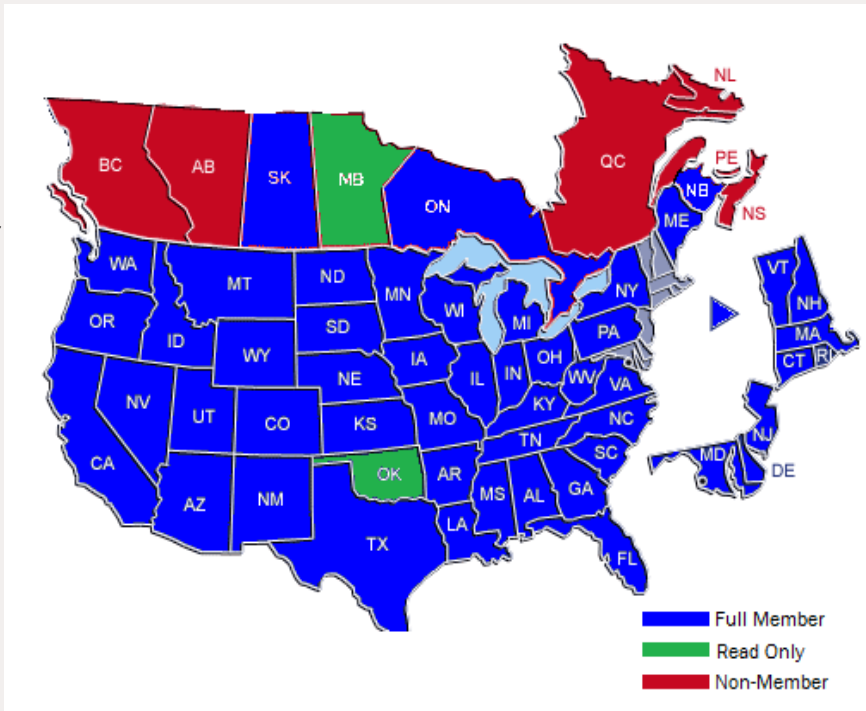 NL
BC
AB
SK
MB
ON
QC
PE
NB
NS
ME
WA
MT
ND
MN
WI
MI
NY
VT
NH
MA
CT
RI
OR
ID
SD
WY
IA
PA
NE
IL
IN
OH
WV
VA
NV
UT
CO
KS
MO
KY
NC
NJ
MD
DE
CA
AZ
NM
OK
AR
TN
SC
MS
AL
GA
LA
TX
FL
Full Member
Read Only
Non-Member